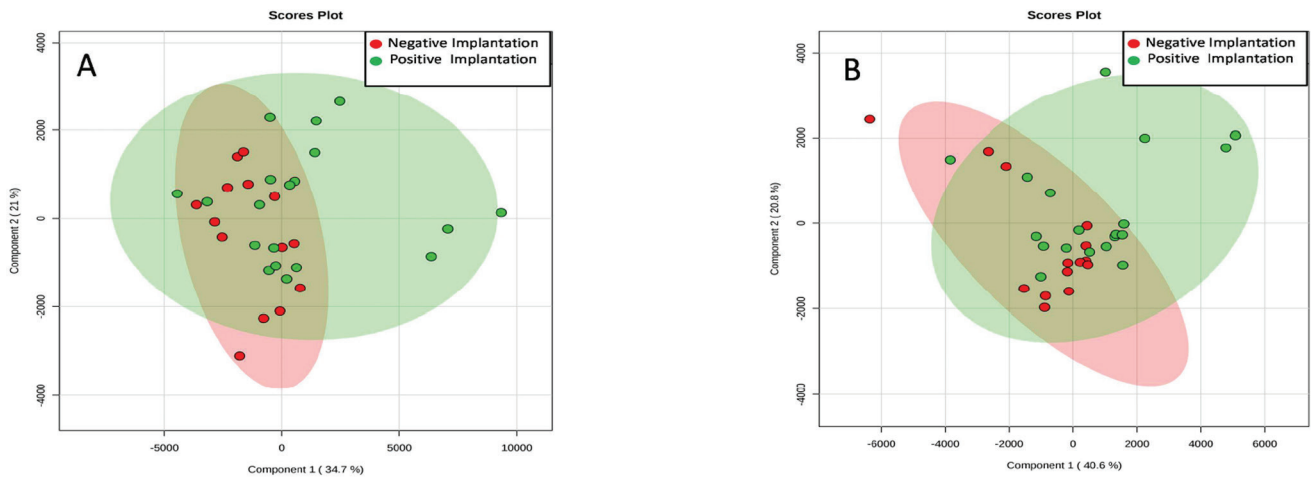 Scores Plot
A
Negative Implantation
Positive Implantation
4000
2000
0
-2000
-4000
Component 2 ( 21 %)
-5000 0 5000 10000
Component 1 ( 34.7 %)
Scores Plot
B
Negative Implantation
Positive Implantation
4000
2000
0
-2000
-4000
Component 2 ( 20.8 %)
-6000 -4000 -2000 0 2000 4000 6000
Component 1 ( 40.6 %)